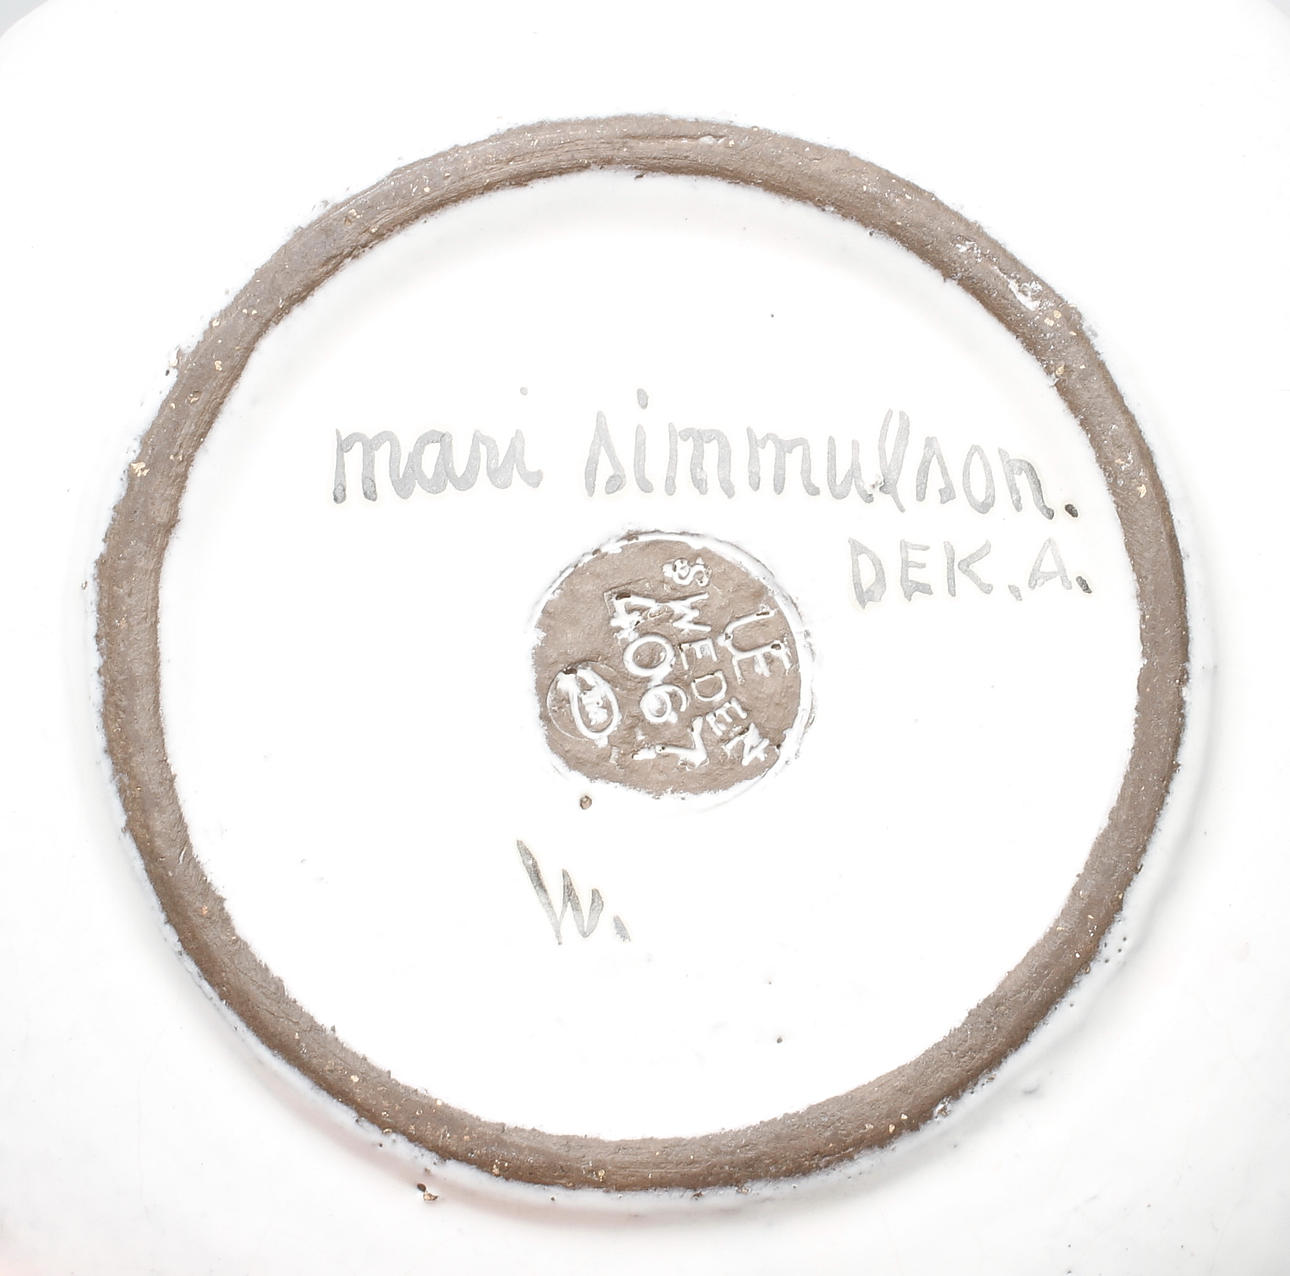 mari simmulson.
DEK.A.
UE
SWEDEN
4067
W.